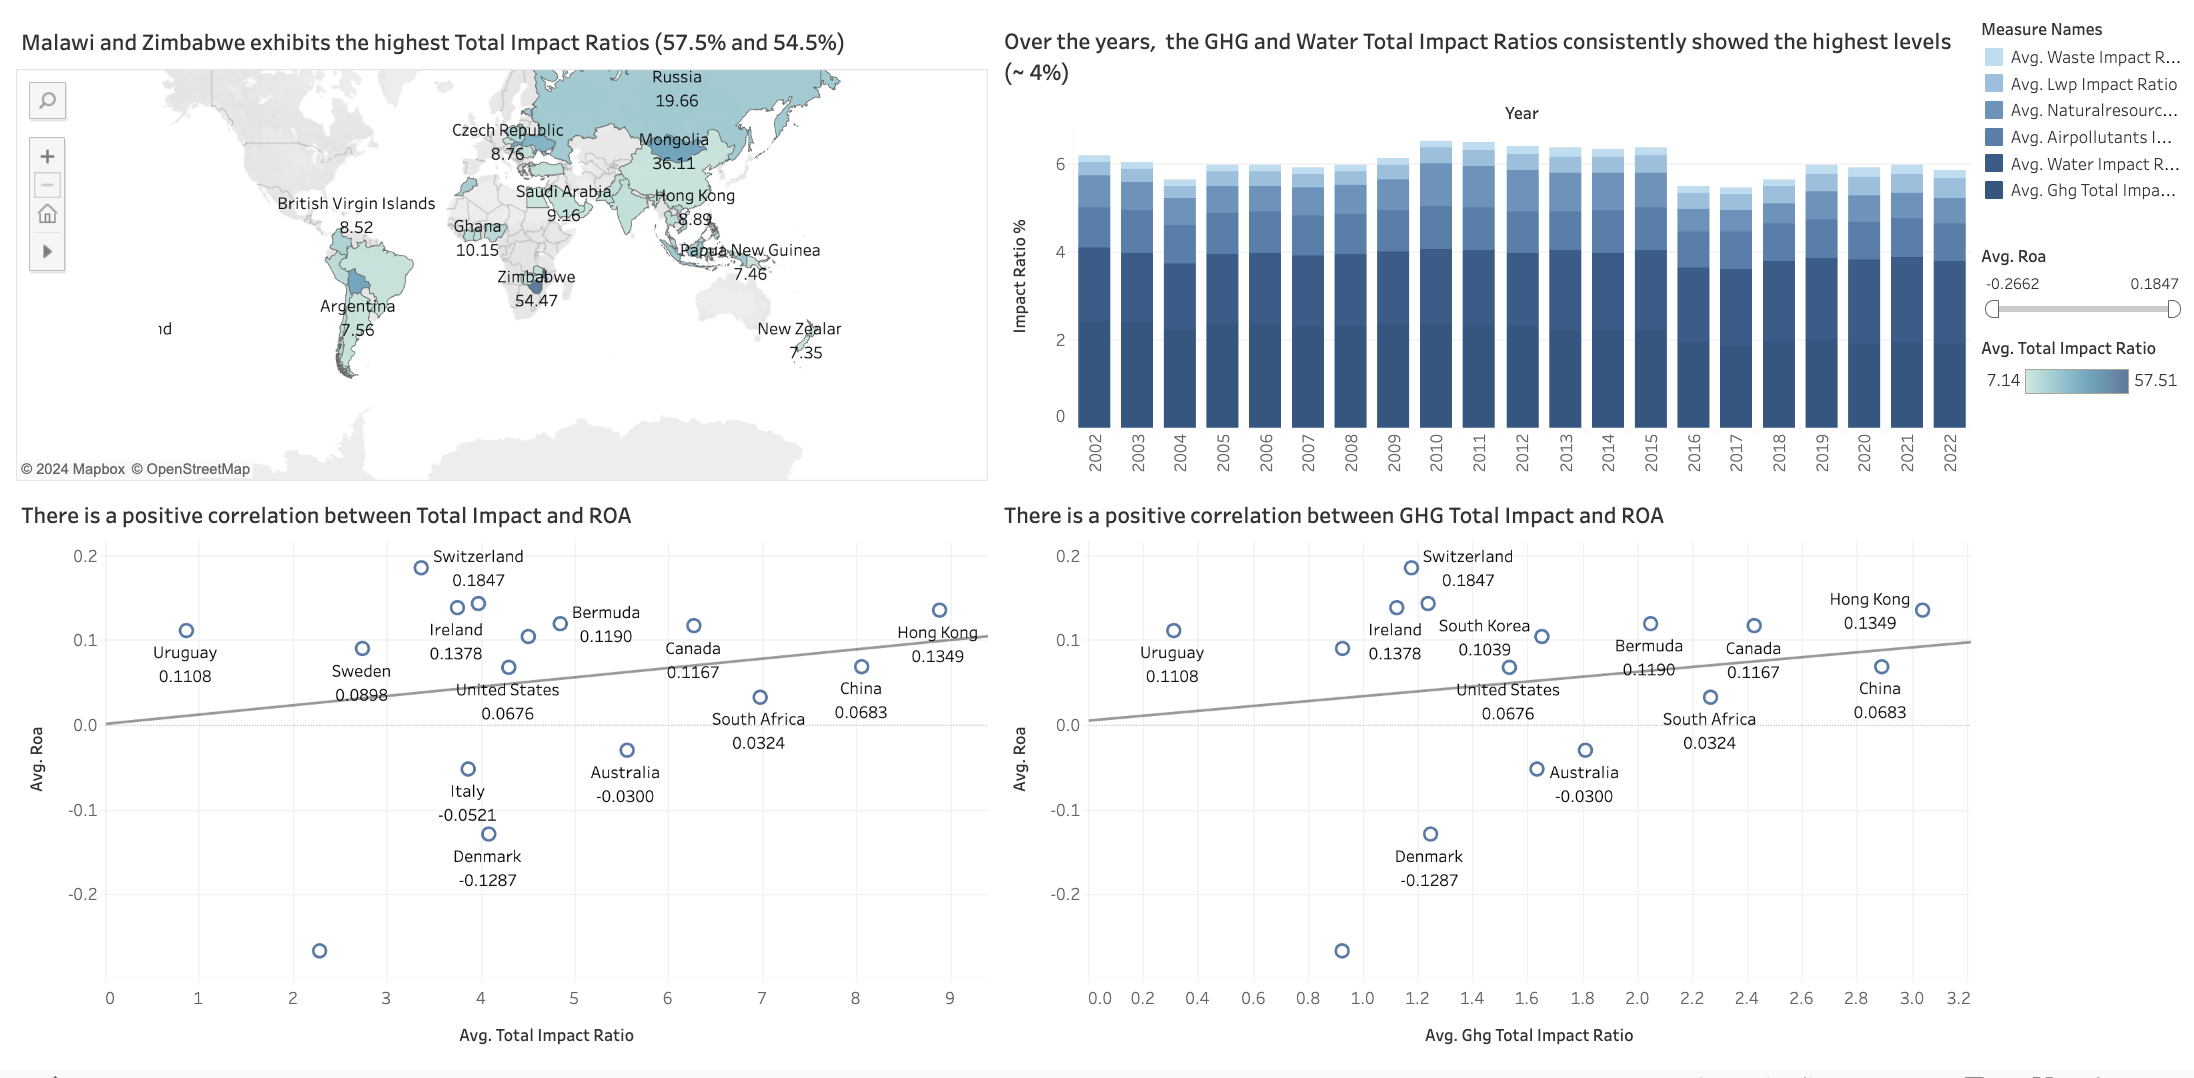 Malawi and Zimbabwe exhibits the highest Total Impact Ratios (57.5% and 54.5%)
Russia
19.66
Czech Republic
8.76
Mongolia
36.11
Saudi Arabia
9.16
Hong Kong
8.89
British Virgin Islands
8.52
Ghana
10.15
Papua New Guinea
7.46
Zimbabwe
54.47
Argentina
7.56
nd
New Zealar
7.35
© 2024 Mapbox © OpenStreetMap
Over the years, the GHG and Water Total Impact Ratios consistently showed the highest levels
(~ 4%)
Year
Impact Ratio %
6
4
2
0
2002
2003
2004
2005
2006
2007
2008
2009
2010
2011
2012
2013
2014
2015
2016
2017
2018
2019
2020
2021
2022
Measure Names
Avg. Waste Impact R...
Avg. Lwp Impact Ratio
Avg. Naturalresourc...
Avg. Airpollutants I...
Avg. Water Impact R...
Avg. Ghg Total Impa...
Avg. Roa
-0.2662 0.1847
Avg. Total Impact Ratio
7.14 57.51
There is a positive correlation between Total Impact and ROA
Avg. Roa
0.2
0.1
0.0
-0.1
-0.2
Switzerland
0.1847
Bermuda
0.1190
Ireland
0.1378
Uruguay
0.1108
Sweden
0.0898
Canada
0.1167
Hong Kong
0.1349
United States
0.0676
China
0.0683
South Africa
0.0324
Australia
-0.0300
Italy
-0.0521
Denmark
-0.1287
0 1 2 3 4 5 6 7 8 9
Avg. Total Impact Ratio
There is a positive correlation between GHG Total Impact and ROA
Avg. Roa
0.2
0.1
0.0
-0.1
-0.2
Switzerland
0.1847
Hong Kong
0.1349
Ireland
0.1378
South Korea
0.1039
Uruguay
0.1108
Bermuda
0.1190
Canada
0.1167
United States
0.0676
China
0.0683
South Africa
0.0324
Australia
-0.0300
Denmark
-0.1287
0.0 0.2 0.4 0.6 0.8 1.0 1.2 1.4 1.6 1.8 2.0 2.2 2.4 2.6 2.8 3.0 3.2
Avg. Ghg Total Impact Ratio